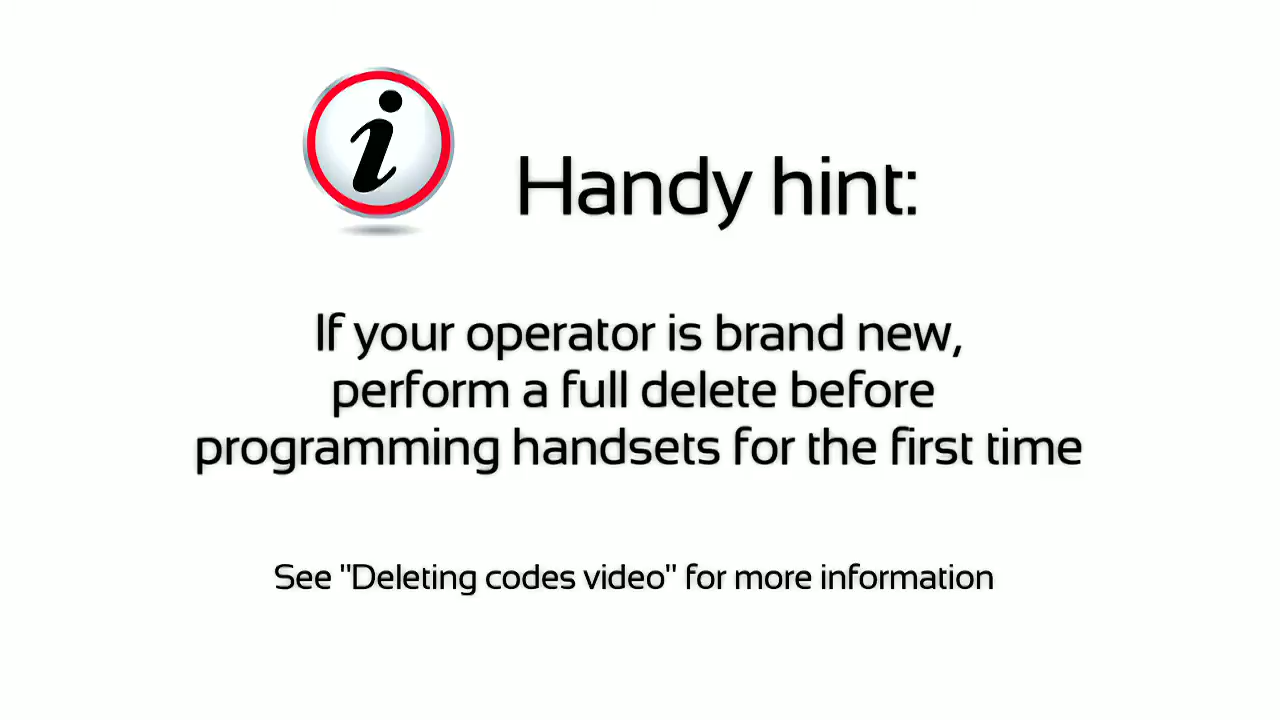 i
Handy hint:
If your operator is brand new,
perform a full delete before
programming handsets for the first time
See "Deleting codes video" for more information